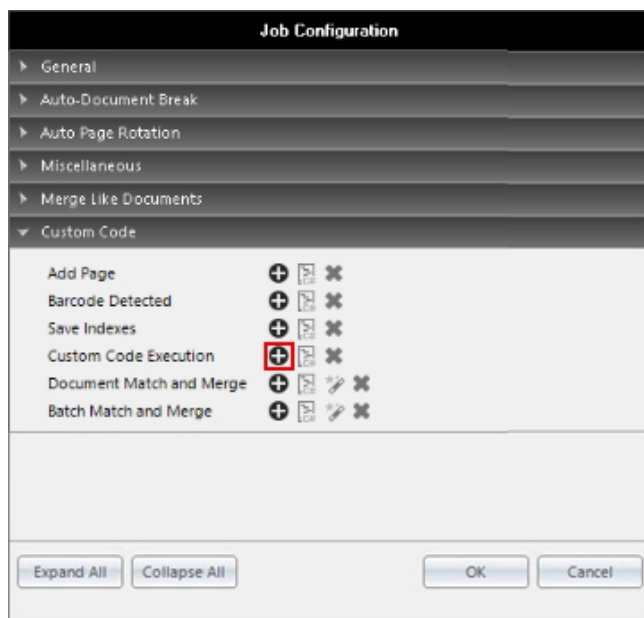 Job Configuration
General
Auto-Document Break
Auto Page Rotation
Miscellaneous
Merge Like Documents
Custom Code
Add Page
Barcode Detected
Save Indexes
Custom Code Execution
Document Match and Merge
Batch Match and Merge
Expand All Collapse All OK Cancel